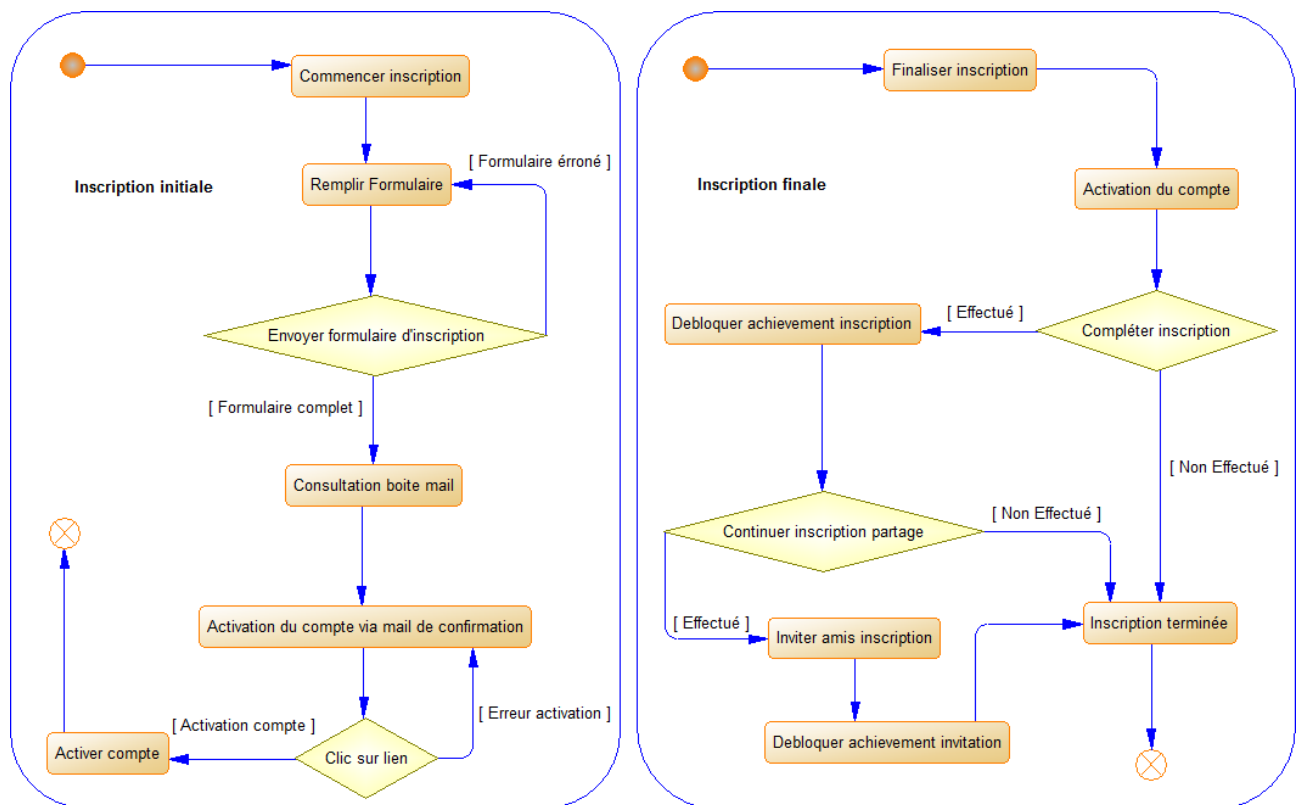 Commencer inscription
[ Formulaire érroné ]
Remplir Formulaire
Inscription initiale
Envoyer formulaire d'inscription
[ Formulaire complet ]
Consultation boite mail
Activation du compte via mail de confirmation
[ Activation compte ]
[ Erreur activation ]
Activer compte
Clic sur lien
Finaliser inscription
Inscription finale
Activation du compte
[ Effectué ]
Debloquer achievement inscription
Compléter inscription
[ Non Effectué ]
[ Non Effectué ]
Continuer inscription partage
[ Effectué ]
Inviter amis inscription
Inscription terminée
Debloquer achievement invitation